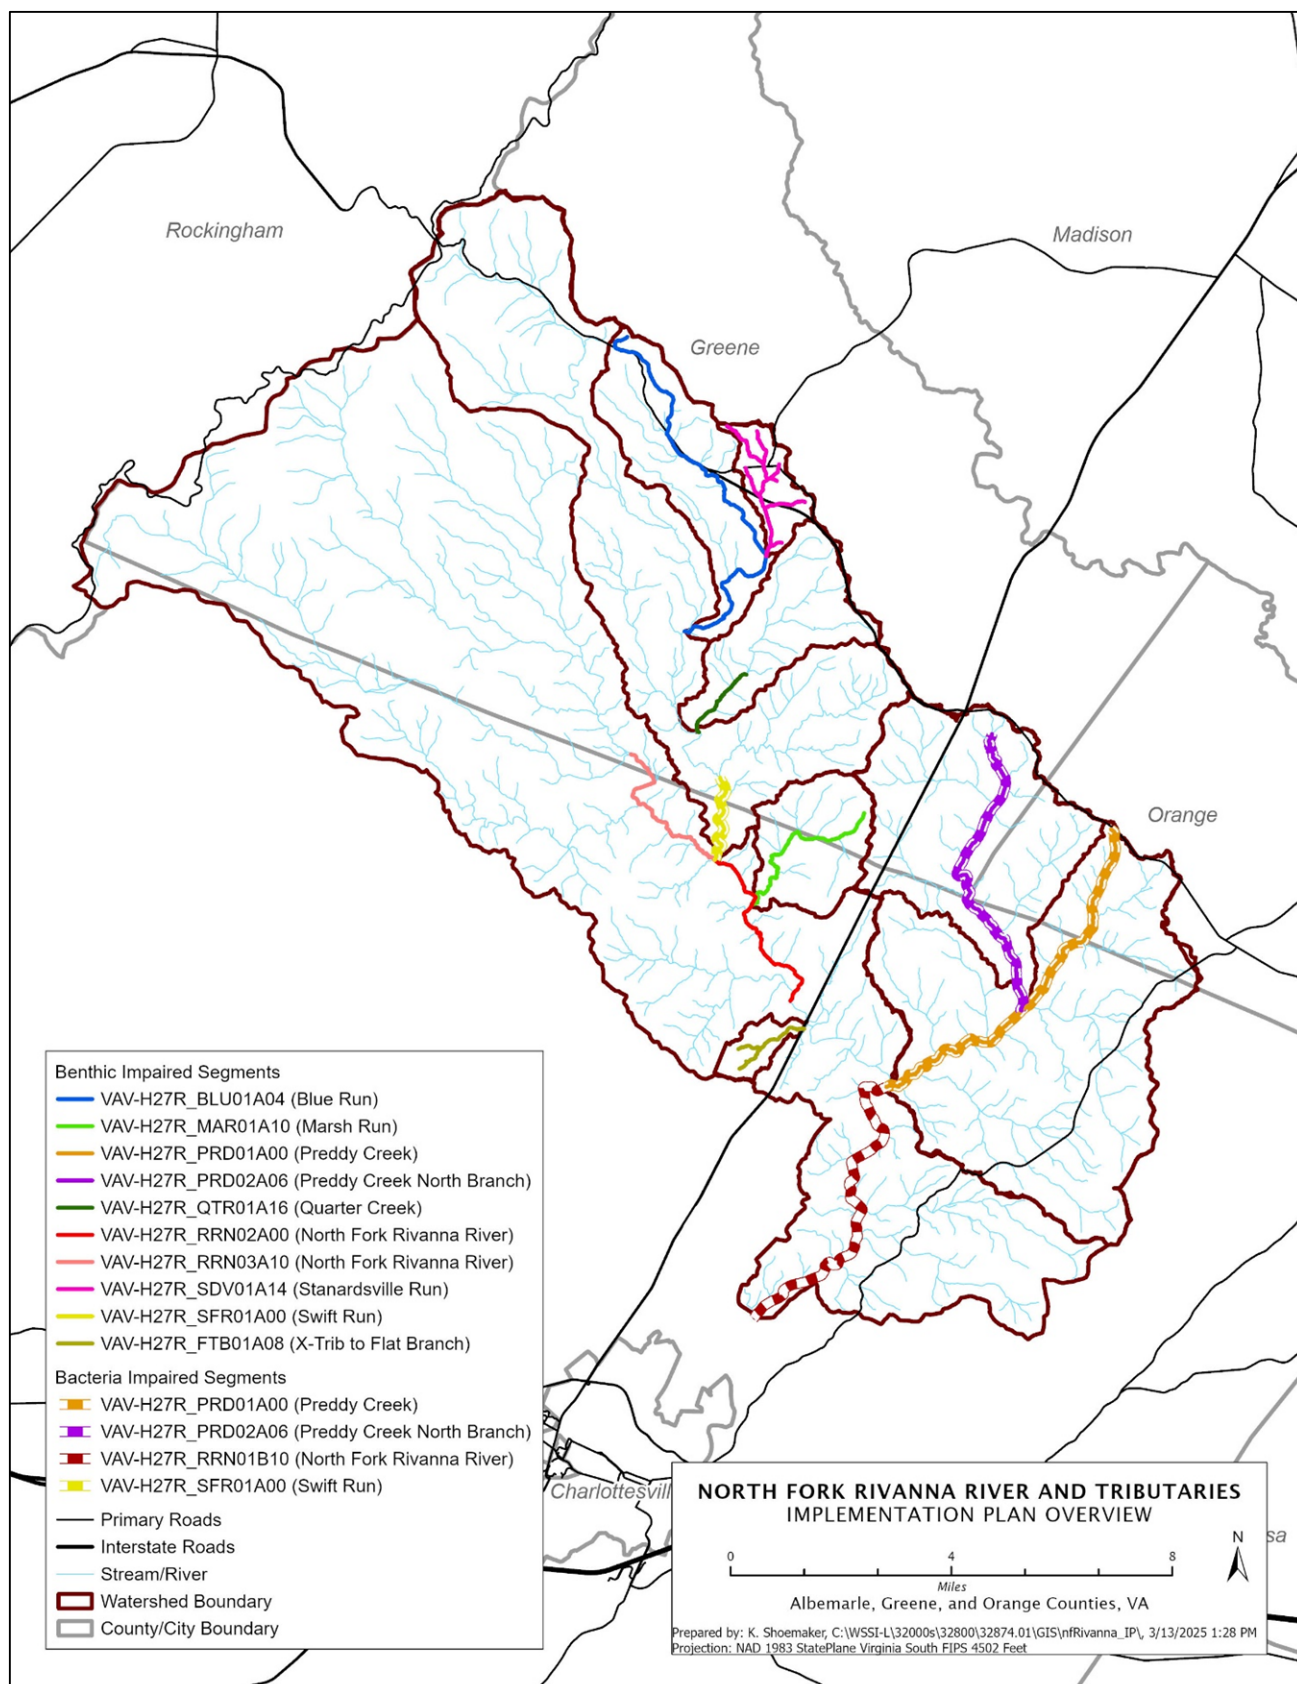 Rockingham
Madison
Greene
Orange
Benthic Impaired Segments
VAV-H27R_BLU01A04 (Blue Run)
VAV-H27R_MAR01A10 (Marsh Run)
VAV-H27R_PRD01A00 (Preddy Creek)
VAV-H27R_PRD02A06 (Preddy Creek North Branch)
VAV-H27R_QTR01A16 (Quarter Creek)
VAV-H27R_RRN02A00 (North Fork Rivanna River)
VAV-H27R_RRN03A10 (North Fork Rivanna River)
VAV-H27R_SDV01A14 (Stanardsville Run)
VAV-H27R_SFR01A00 (Swift Run)
VAV-H27R_FTB01A08 (X-Trib to Flat Branch)
Bacteria Impaired Segments
VAV-H27R_PRD01A00 (Preddy Creek)
VAV-H27R_PRD02A06 (Preddy Creek North Branch)
VAV-H27R_RRN01B10 (North Fork Rivanna River)
VAV-H27R_SFR01A00 (Swift Run)
Primary Roads
Interstate Roads
Stream/River
Watershed Boundary
County/City Boundary
Charlottesvill
NORTH FORK RIVANNA RIVER AND TRIBUTARIES
IMPLEMENTATION PLAN OVERVIEW
N
sa
0 4 8
Miles
Albemarle, Greene, and Orange Counties, VA
Prepared by: K. Shoemaker, C:\WSSI-L\32000s\32800\32874.01\GIS\nfRivanna_IP\, 3/13/2025 1:28 PM
Projection: NAD 1983 StatePlane Virginia South FIPS 4502 Feet